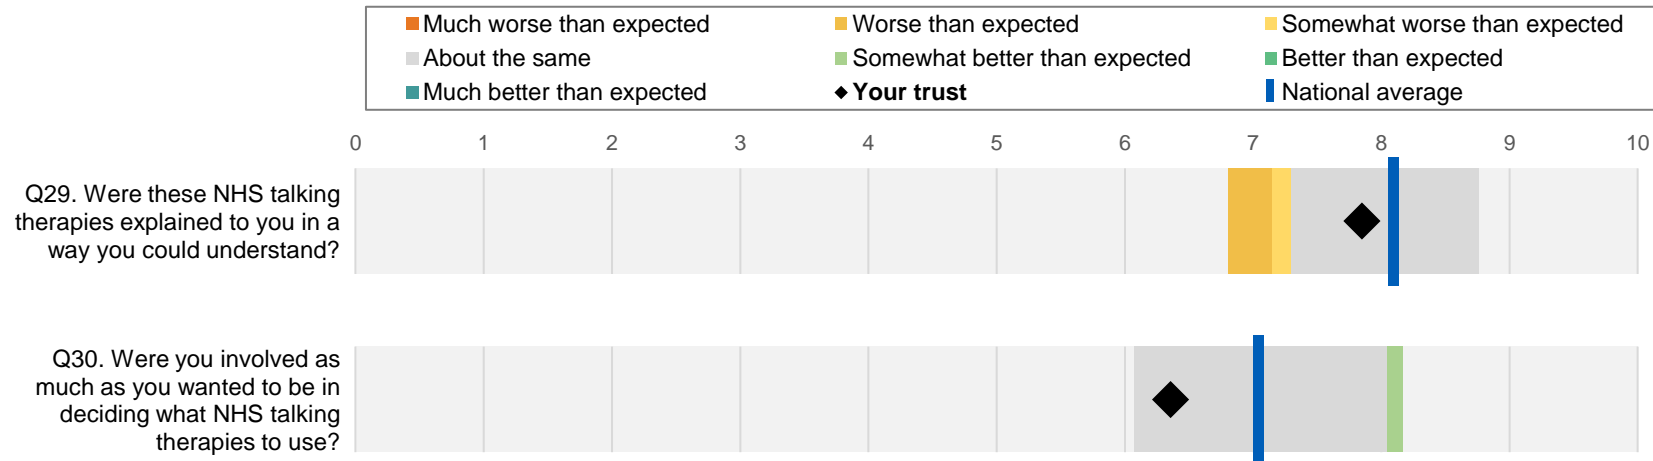 Much worse than expected
Worse than expected
Somewhat worse than expected
About the same
Somewhat better than expected
Better than expected
Much better than expected
Your trust
National average
0 1 2 3 4 5 6 7 8 9 10
Q29. Were these NHS talking
therapies explained to you in a
way you could understand?
Q30. Were you involved as
much as you wanted to be in
deciding what NHS talking
therapies to use?